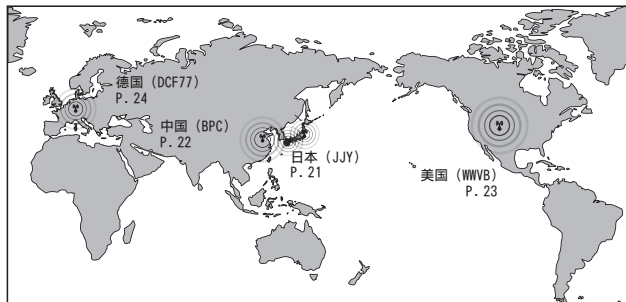 德国（DCF77）
P.24
中国（BPC）
P.22
日本（JJY）
P.21
美国（WWVB）
P.23